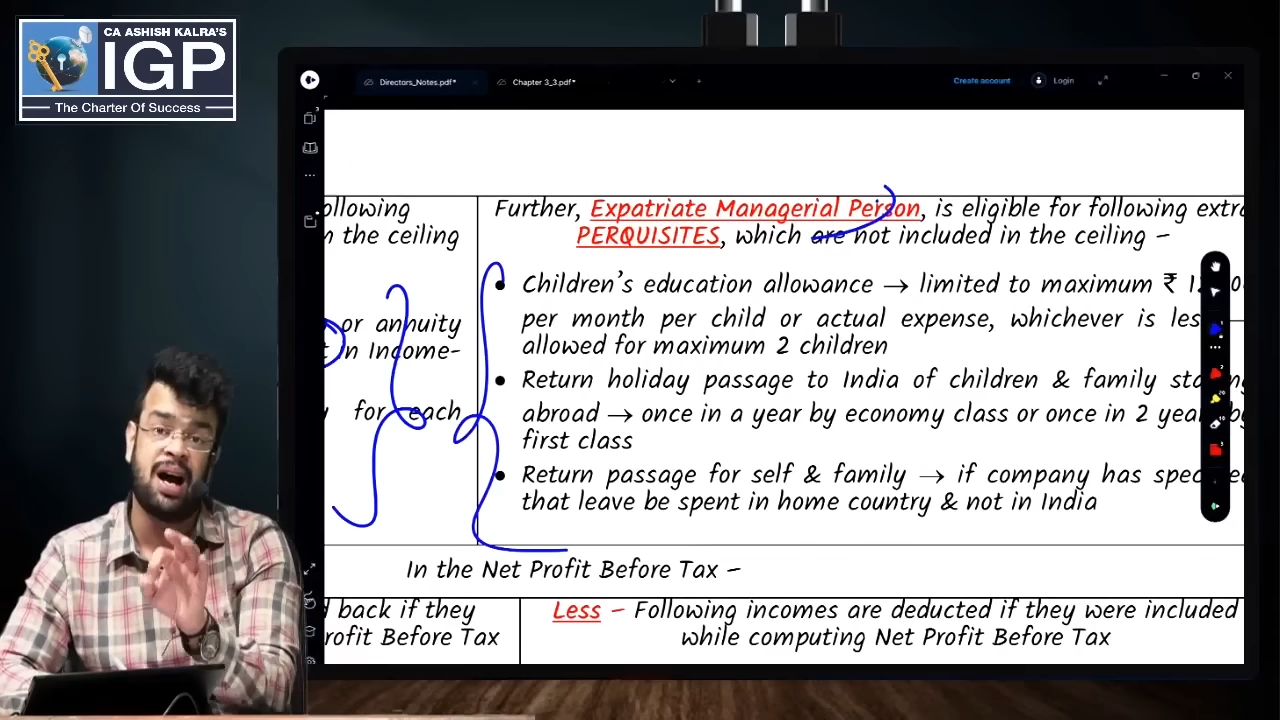 CA ASHISH KALRA'S
IGP
The Charter Of Success
Directors_Notes.pdf*
Chapter 3_3.pdf*
Create account
Login
ollowing
n the ceiling
or annuity
t in Income-
y for each
Further, Expatriate Managerial Person, is eligible for following extr
PERQUISITES, which are not included in the ceiling –
• Children's education allowance → limited to maximum ₹ 12
per month per child or actual expense, whichever is les
allowed for maximum 2 children
• Return holiday passage to India of children & family sta
abroad → once in a year by economy class or once in 2 yea
first class
• Return passage for self & family → if company has spec
that leave be spent in home country & not in India
In the Net Profit Before Tax –
d back if they
rofit Before Tax
Less – Following incomes are deducted if they were included
while computing Net Profit Before Tax